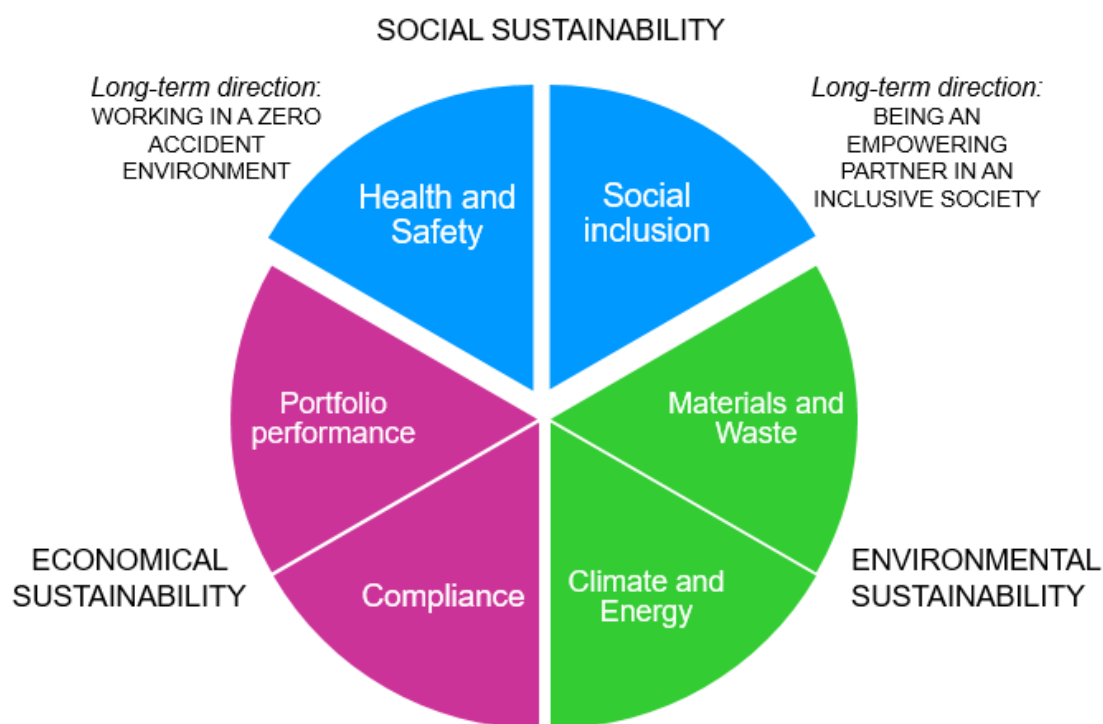 SOCIAL SUSTAINABILITY
Long-term direction:
WORKING IN A ZERO
ACCIDENT
ENVIRONMENT
Long-term direction:
BEING AN
EMPOWERING
PARTNER IN AN
INCLUSIVE SOCIETY
Health and
Safety
Social
inclusion
Portfolio
performance
Materials and
Waste
ECONOMICAL
SUSTAINABILITY
Compliance
Climate and
Energy
ENVIRONMENTAL
SUSTAINABILITY